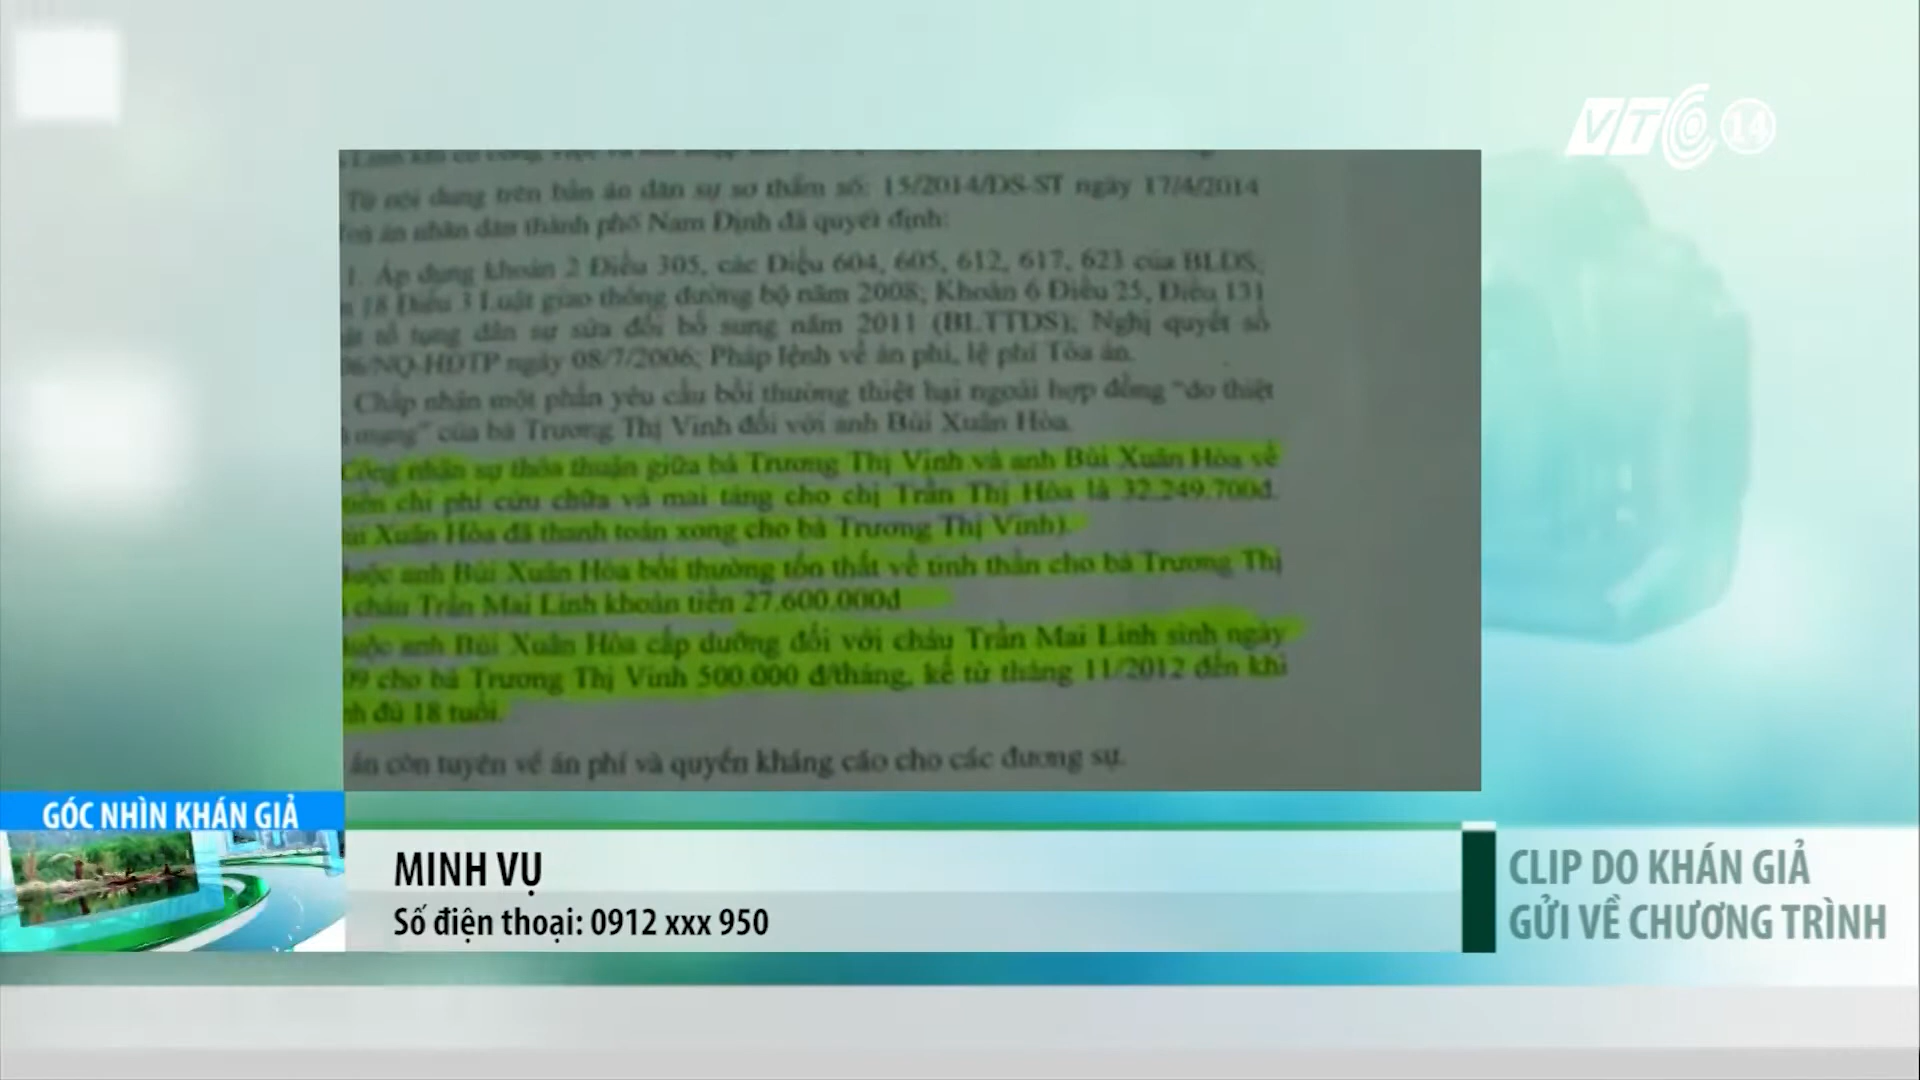 VTC 14
Từ nội dung trên bản án dân sự sơ thẩm số: 15/2014/DS-ST ngày 17/4/2014
án nhân dân thành phố Nam Định đã quyết định:
1. Áp dụng khoản 2 Điều 305, các Điều 604, 605, 612, 617, 623 của BLDS;
18 Điều 3 Luật giao thông đường bộ năm 2008; Khoản 6 Điều 25, Điều 131
tố tụng dân sự sửa đổi bổ sung năm 2011 (BLTTDS); Nghị quyết số
06/NQ-HĐTP ngày 08/7/2006; Pháp lệnh về án phí, lệ phí Tòa án.
Chấp nhận một phần yêu cầu bồi thường thiệt hại ngoài hợp đồng "do thiệt
mạng" của bà Trương Thị Vinh đối với anh Bùi Xuân Hòa.
Công nhận sự thỏa thuận giữa bà Trương Thị Vinh và anh Bùi Xuân Hòa về
chi phí cứu chữa và mai táng cho chị Trần Thị Hòa là 32.249.700đ.
Xuân Hòa đã thanh toán xong cho bà Trương Thị Vinh).
anh Bùi Xuân Hòa bồi thường tổn thất về tinh thần cho bà Trương Thị
cháu Trần Mai Linh khoản tiền 27.600.000đ
anh Bùi Xuân Hòa cấp dưỡng đối với cháu Trần Mai Linh sinh ngày
09 cho bà Trương Thị Vinh 500.000 đ/tháng, kể từ tháng 11/2012 đến khi
đủ 18 tuổi.
án còn tuyên về án phí và quyền kháng cáo cho các đương sự.
GÓC NHÌN KHÁN GIẢ
MINH VỤ
Số điện thoại: 0912 xxx 950
CLIP DO KHÁN GIẢ
GỬI VỀ CHƯƠNG TRÌNH